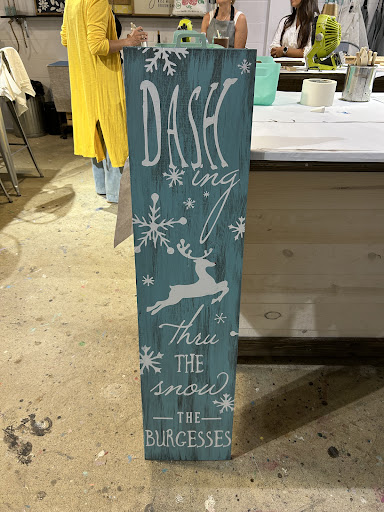 DASH
ing
thru
THE
snow
THE
BURGESSES